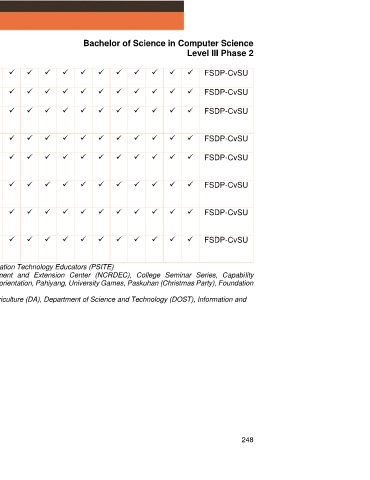 Bachelor of Science in Computer Science
Level III Phase 2
✓ ✓ ✓ ✓ ✓ ✓ ✓ ✓ ✓ ✓ ✓ FSDP-CvSU
✓ ✓ ✓ ✓ ✓ ✓ ✓ ✓ ✓ ✓ ✓ FSDP-CvSU
✓ ✓ ✓ ✓ ✓ ✓ ✓ ✓ ✓ ✓ ✓ FSDP-CvSU
✓ ✓ ✓ ✓ ✓ ✓ ✓ ✓ ✓ ✓ ✓ FSDP-CvSU
✓ ✓ ✓ ✓ ✓ ✓ ✓ ✓ ✓ ✓ ✓ FSDP-CvSU
✓ ✓ ✓ ✓ ✓ ✓ ✓ ✓ ✓ ✓ ✓ FSDP-CvSU
✓ ✓ ✓ ✓ ✓ ✓ ✓ ✓ ✓ ✓ ✓ FSDP-CvSU
✓ ✓ ✓ ✓ ✓ ✓ ✓ ✓ ✓ ✓ ✓ FSDP-CvSU
ation Technology Educators (PSITE)
ment and Extension Center (NCRDEC), College Seminar Series, Capability
orientation, Pahiyang, University Games, Paskuhan (Christmas Party), Foundation
riculture (DA), Department of Science and Technology (DOST), Information and
248